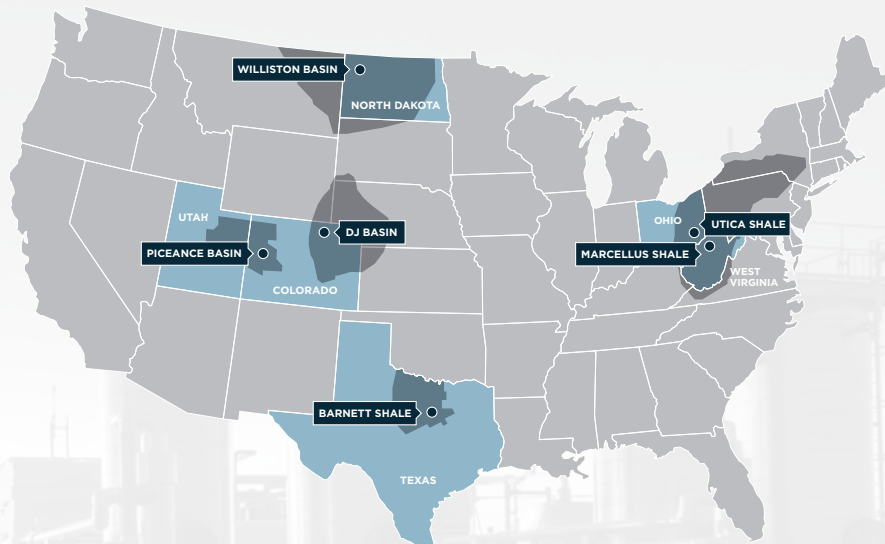 WILLISTON BASIN
NORTH DAKOTA
UTAH
DJ BASIN
PICEANCE BASIN
COLORADO
OHIO
UTICA SHALE
MARCELLUS SHALE
WEST
VIRGINIA
BARNETT SHALE
TEXAS